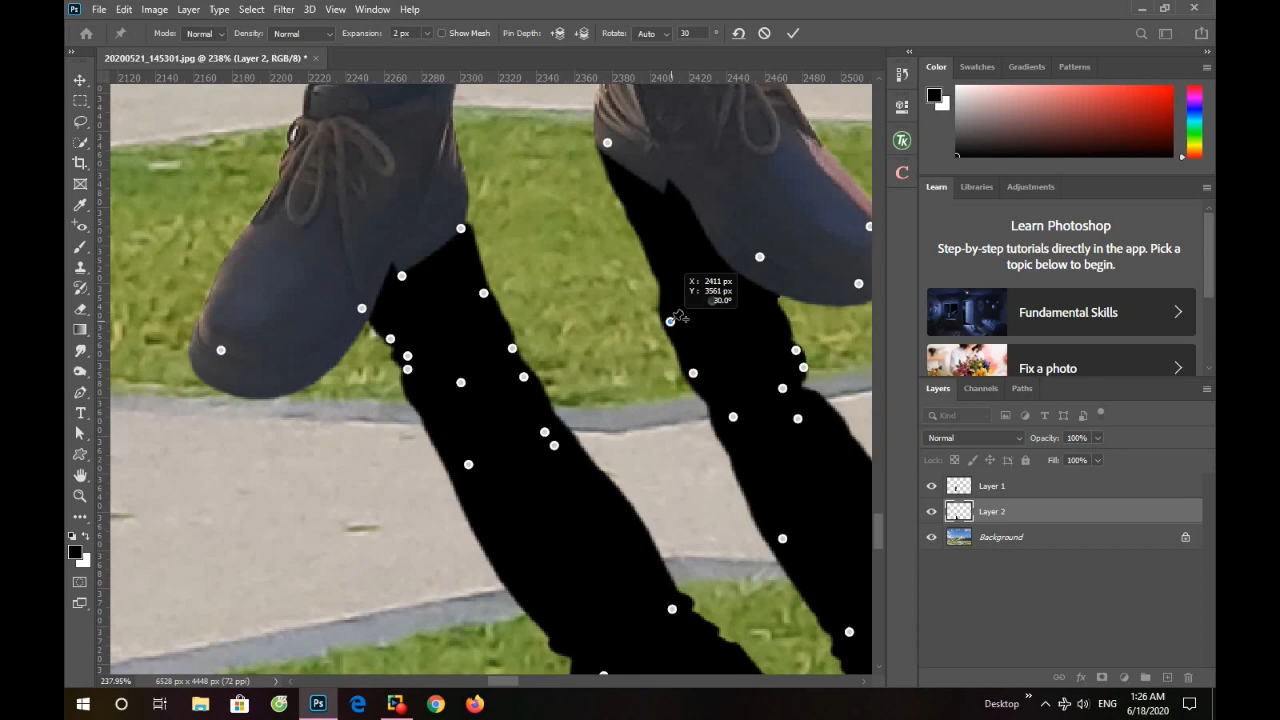 Ps File Edit Image Layer Type Select Filter 3D View Window Help
Mode: Normal Density: Normal Expansion: 2 px Show Mesh Pin Depth: Rotate: Auto 30 °
20200521_145301.jpg @ 238% (Layer 2, RGB/8) * ×
2120 2140 2160 2180 2200 2220 2240 2260 2280 2300 2320 2340 2360 2380 2400 2420 2440 2460 2480 2500
X: 2411 px
Y: 3561 px
30.0°
Color Swatches Gradients Patterns
TK
C
Learn Libraries Adjustments
Learn Photoshop
Step-by-step tutorials directly in the app. Pick a
topic below to begin.
Fundamental Skills
Fix a photo
Layers Channels Paths
Kind
Normal Opacity: 100%
Lock: Fill: 100%
Layer 1
Layer 2
Background
237.95% 6528 px x 4448 px (72 ppi)
Desktop ENG 1:26 AM
6/18/2020